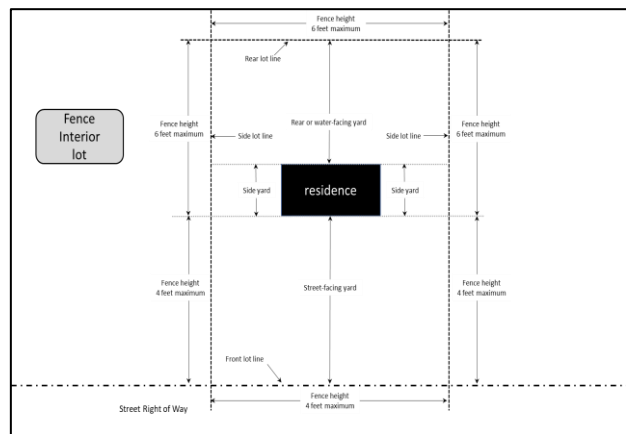 Fence height
6 feet maximum
Rear lot line
Fence
Interior
lot
Fence height
6 feet maximum
Side lot line
Rear or water-facing yard
Side lot line
Fence height
6 feet maximum
Side yard
residence
Side yard
Fence height
4 feet maximum
Street-facing yard
Fence height
4 feet maximum
Front lot line
Street Right of Way
Fence height
4 feet maximum